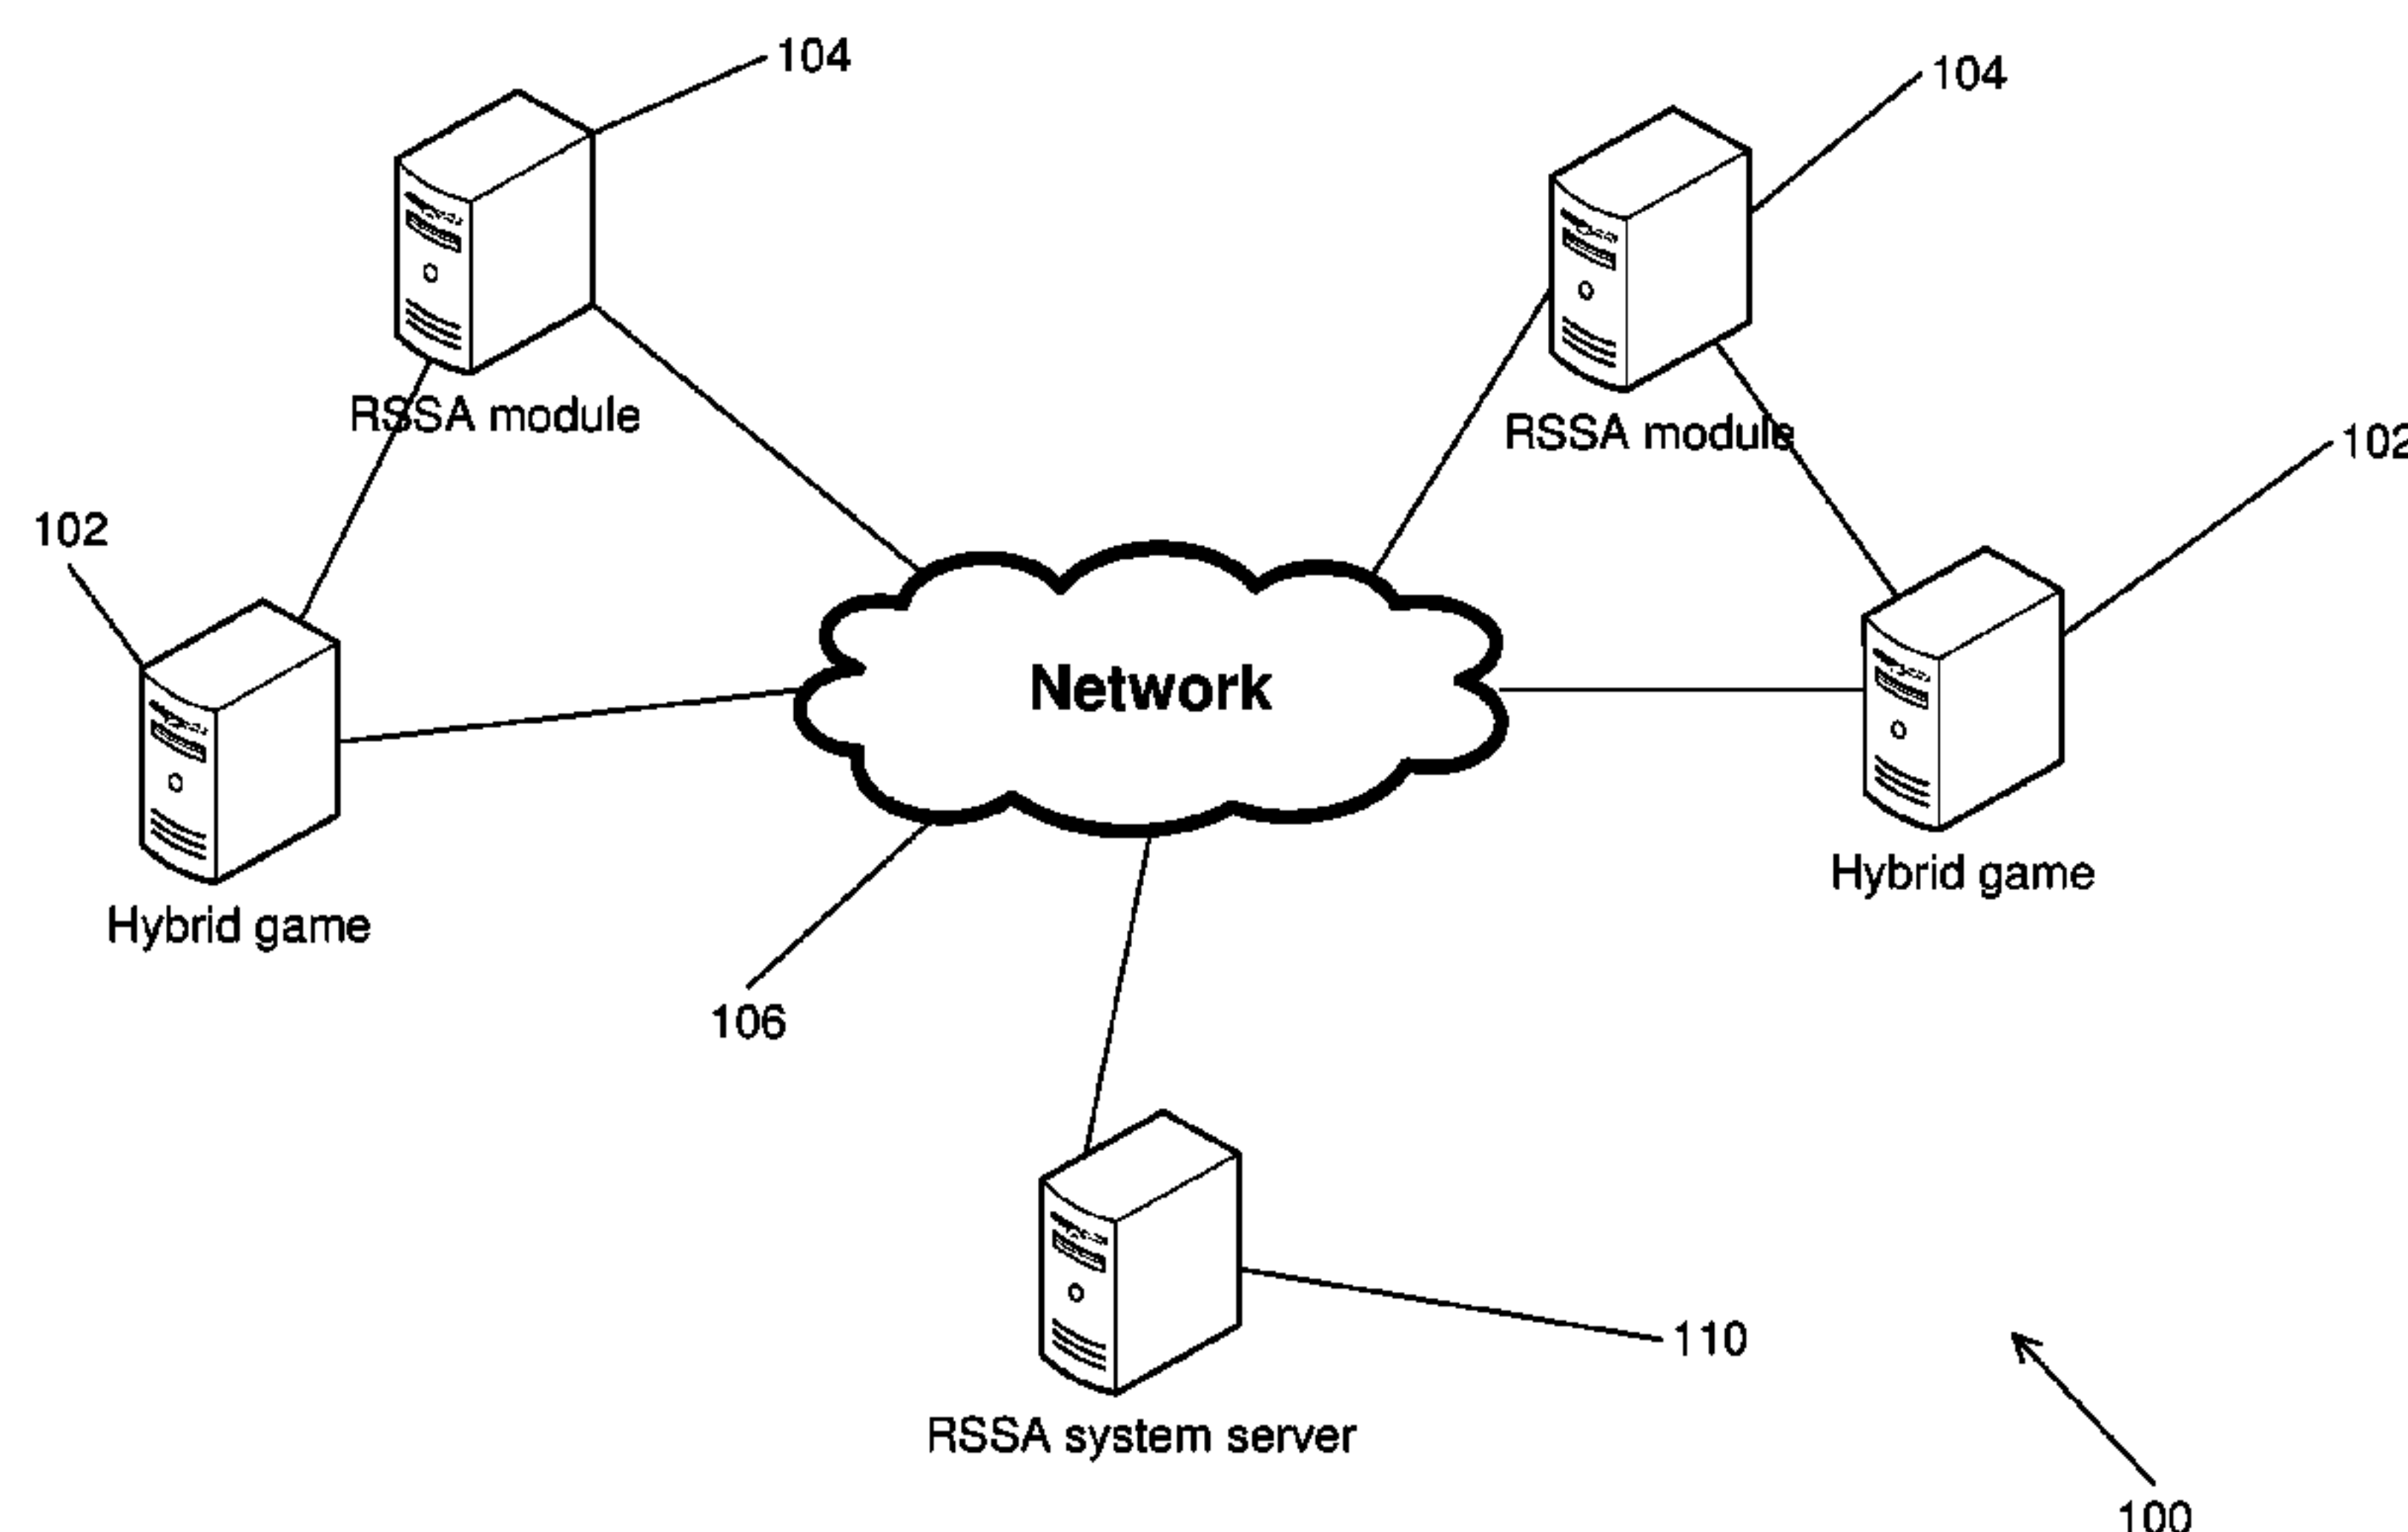 104
104
RSSA module
RSSA module
102
102
Network
Hybrid game
Hybrid game
106
110
RSSA system server
100